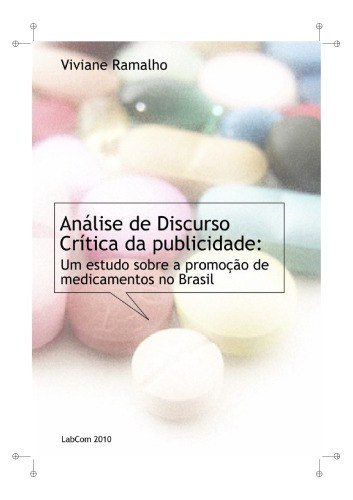 Viviane Ramalho
Análise de Discurso
Crítica da publicidade:
Um estudo sobre a promoção de
medicamentos no Brasil
LabCom 2010